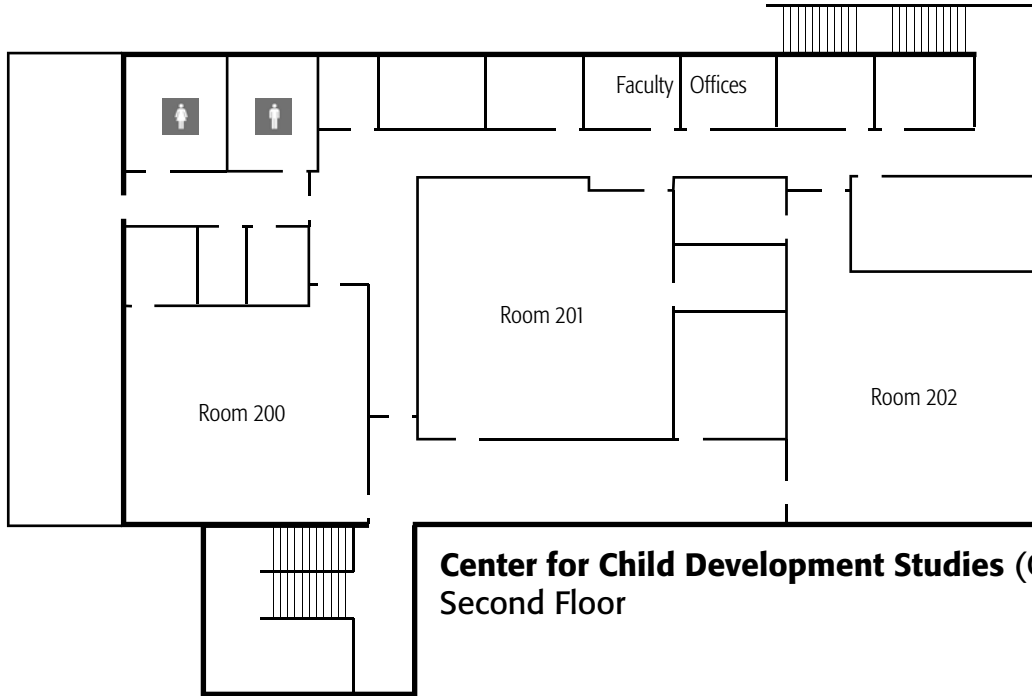 Faculty Offices
Room 201
Room 202
Room 200
Center for Child Development Studies (
Second Floor